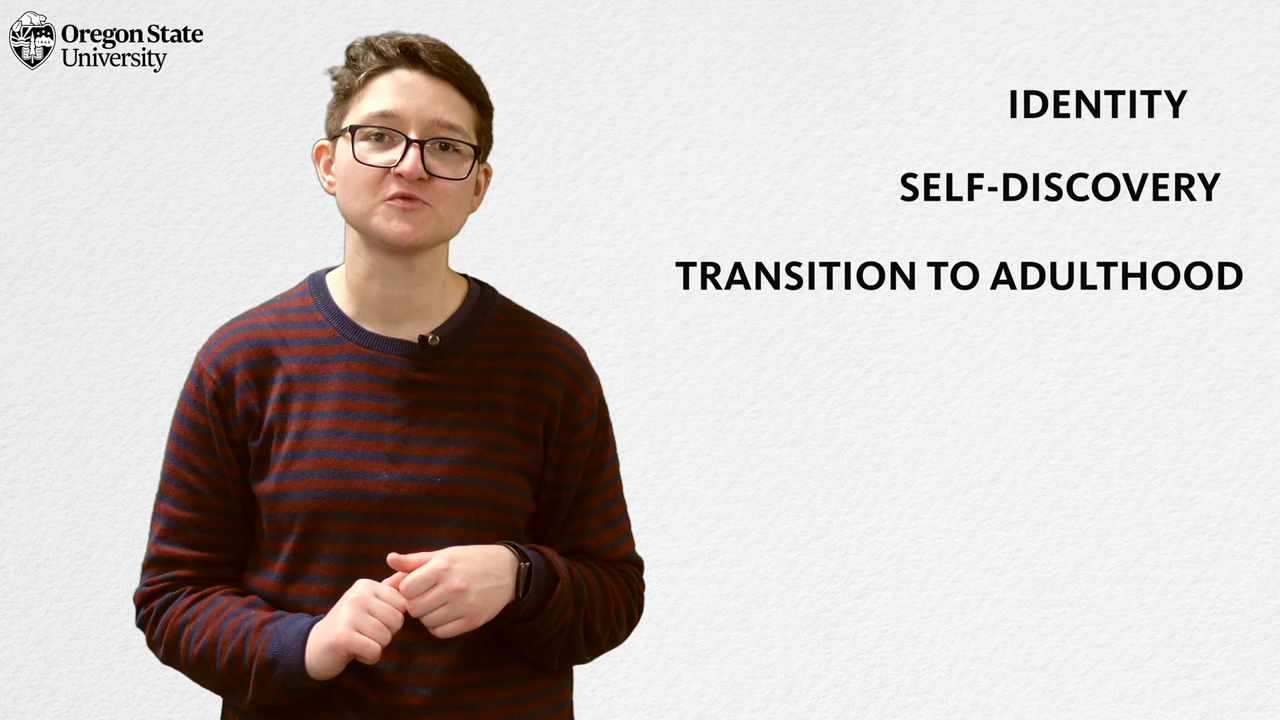 Oregon State
University
IDENTITY
SELF-DISCOVERY
TRANSITION TO ADULTHOOD